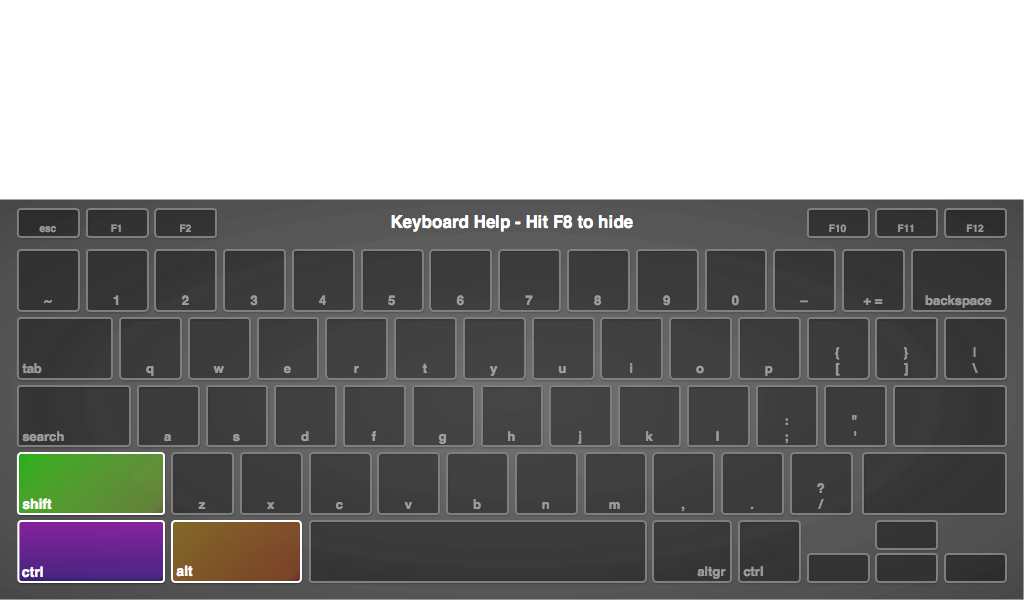 esc F1 F2 Keyboard Help - Hit F8 to hide F10 F11 F12
~ 1 2 3 4 5 6 7 8 9 0 – + = backspace
tab q w e r t y u i o p { [ } ] | \
search a s d f g h j k l : ; " '
shift z x c v b n m , . ? /
ctrl alt altgr ctrl